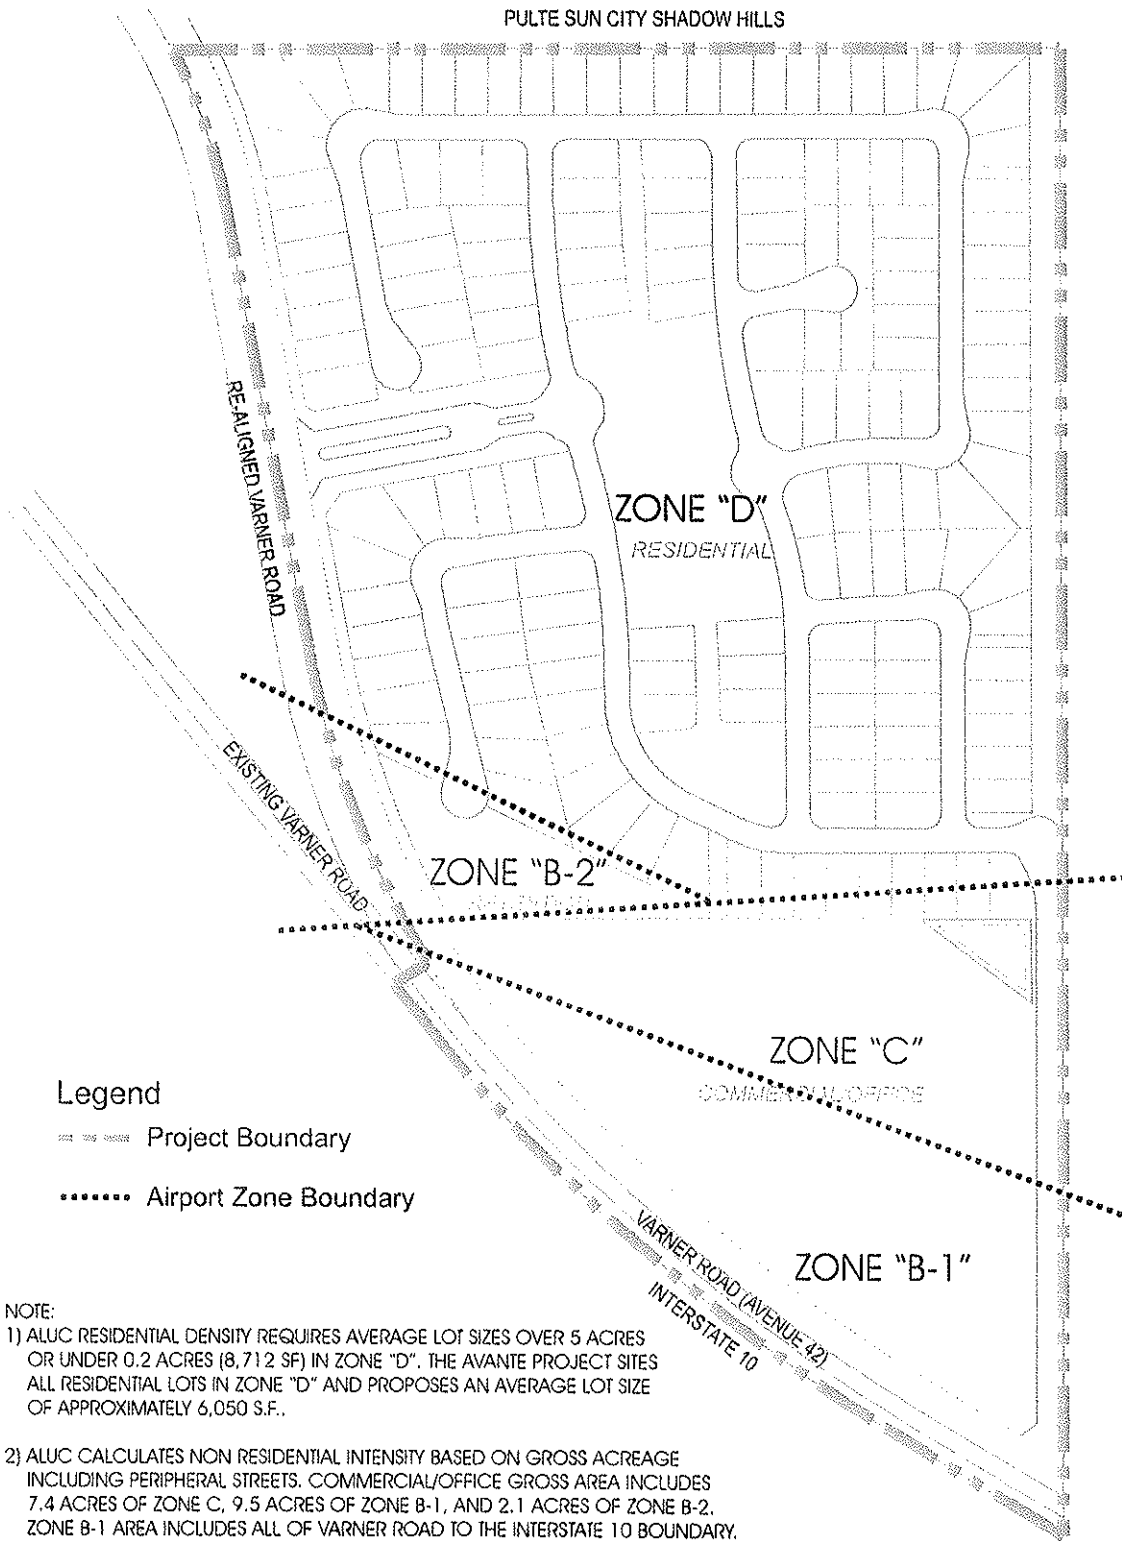 PULTE SUN CITY SHADOW HILLS
RE-ALIGNED VARNER ROAD
ZONE "D"
RESIDENTIAL
EXISTING VARNER ROAD
ZONE "B-2"
ZONE "C"
COMMERCIAL/OFFICE
Legend
Project Boundary
Airport Zone Boundary
VARNER ROAD (AVENUE 42)
INTERSTATE 10
ZONE "B-1"
NOTE:
1) ALUC RESIDENTIAL DENSITY REQUIRES AVERAGE LOT SIZES OVER 5 ACRES
OR UNDER 0.2 ACRES (8,712 SF) IN ZONE "D". THE AVANTE PROJECT SITES
ALL RESIDENTIAL LOTS IN ZONE "D" AND PROPOSES AN AVERAGE LOT SIZE
OF APPROXIMATELY 6,050 S.F..
2) ALUC CALCULATES NON RESIDENTIAL INTENSITY BASED ON GROSS ACREAGE
INCLUDING PERIPHERAL STREETS. COMMERCIAL/OFFICE GROSS AREA INCLUDES
7.4 ACRES OF ZONE C, 9.5 ACRES OF ZONE B-1, AND 2.1 ACRES OF ZONE B-2.
ZONE B-1 AREA INCLUDES ALL OF VARNER ROAD TO THE INTERSTATE 10 BOUNDARY.